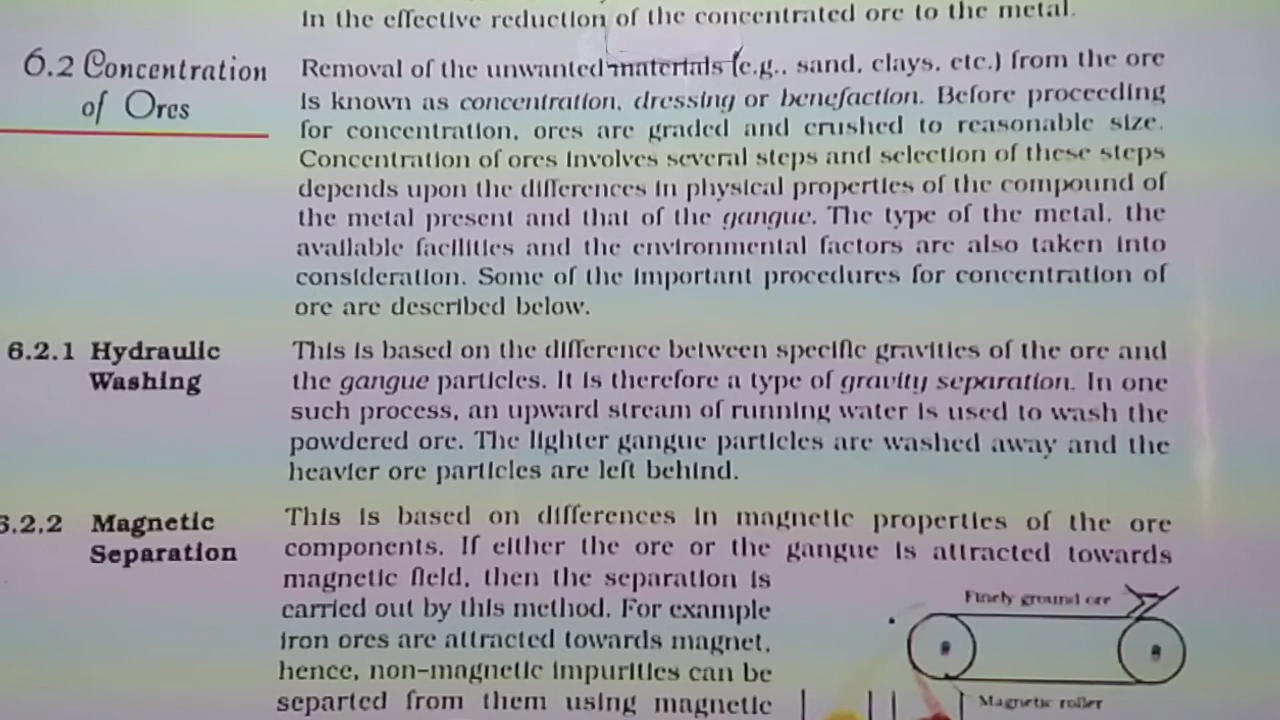 in the effective reduction of the concentrated ore to the metal.
6.2 Concentration
of Ores
Removal of the unwanted materials (e.g., sand, clays, etc.) from the ore
is known as concentration, dressing or benefaction. Before proceeding
for concentration, ores are graded and crushed to reasonable size.
Concentration of ores involves several steps and selection of these steps
depends upon the differences in physical properties of the compound of
the metal present and that of the gangue. The type of the metal, the
available facilities and the environmental factors are also taken into
consideration. Some of the important procedures for concentration of
ore are described below.
6.2.1 Hydraulic
Washing
This is based on the difference between specific gravities of the ore and
the gangue particles. It is therefore a type of gravity separation. In one
such process, an upward stream of running water is used to wash the
powdered ore. The lighter gangue particles are washed away and the
heavier ore particles are left behind.
6.2.2 Magnetic
Separation
This is based on differences in magnetic properties of the ore
components. If either the ore or the gangue is attracted towards
magnetic field, then the separation is
carried out by this method. For example
iron ores are attracted towards magnet,
hence, non-magnetic impurities can be
separted from them using magnetic
Finely ground ore
Magnetic roller